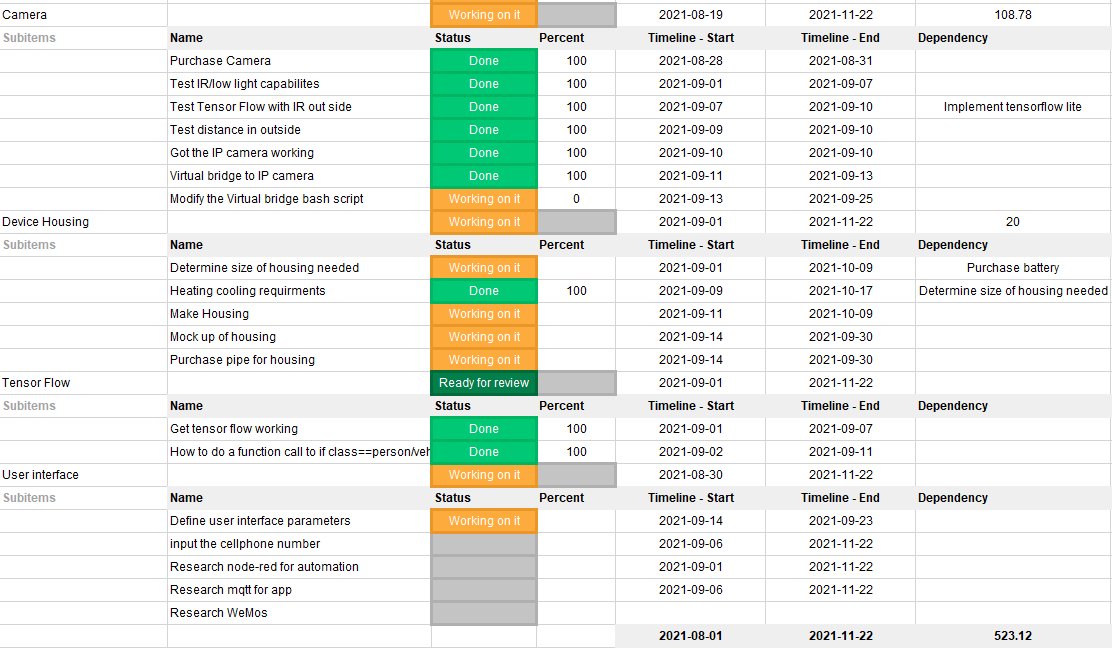 Camera Working on it 2021-08-19 2021-11-22 108.78
Subitems Name Status Percent Timeline - Start Timeline - End Dependency
Purchase Camera Done 100 2021-08-28 2021-08-31
Test IR/low light capabilites Done 100 2021-09-01 2021-09-07
Test Tensor Flow with IR out side Done 100 2021-09-07 2021-09-10 Implement tensorflow lite
Test distance in outside Done 100 2021-09-09 2021-09-10
Got the IP camera working Done 100 2021-09-10 2021-09-10
Virtual bridge to IP camera Done 100 2021-09-11 2021-09-13
Modify the Virtual bridge bash script Working on it 0 2021-09-13 2021-09-25
Device Housing Working on it 2021-09-01 2021-11-22 20
Subitems Name Status Percent Timeline - Start Timeline - End Dependency
Determine size of housing needed Working on it 2021-09-01 2021-10-09 Purchase battery
Heating cooling requirments Done 100 2021-09-09 2021-10-17 Determine size of housing needed
Make Housing Working on it 2021-09-11 2021-10-09
Mock up of housing Working on it 2021-09-14 2021-09-30
Purchase pipe for housing Working on it 2021-09-14 2021-09-30
Tensor Flow Ready for review 2021-09-01 2021-11-22
Subitems Name Status Percent Timeline - Start Timeline - End Dependency
Get tensor flow working Done 100 2021-09-01 2021-09-07
How to do a function call to if class==person/veh Done 100 2021-09-02 2021-09-11
User interface Working on it 2021-08-30 2021-11-22
Subitems Name Status Percent Timeline - Start Timeline - End Dependency
Define user interface parameters Working on it 2021-09-14 2021-09-23
input the cellphone number 2021-09-06 2021-11-22
Research node-red for automation 2021-09-01 2021-11-22
Research mqtt for app 2021-09-06 2021-11-22
Research WeMos
2021-08-01 2021-11-22 523.12